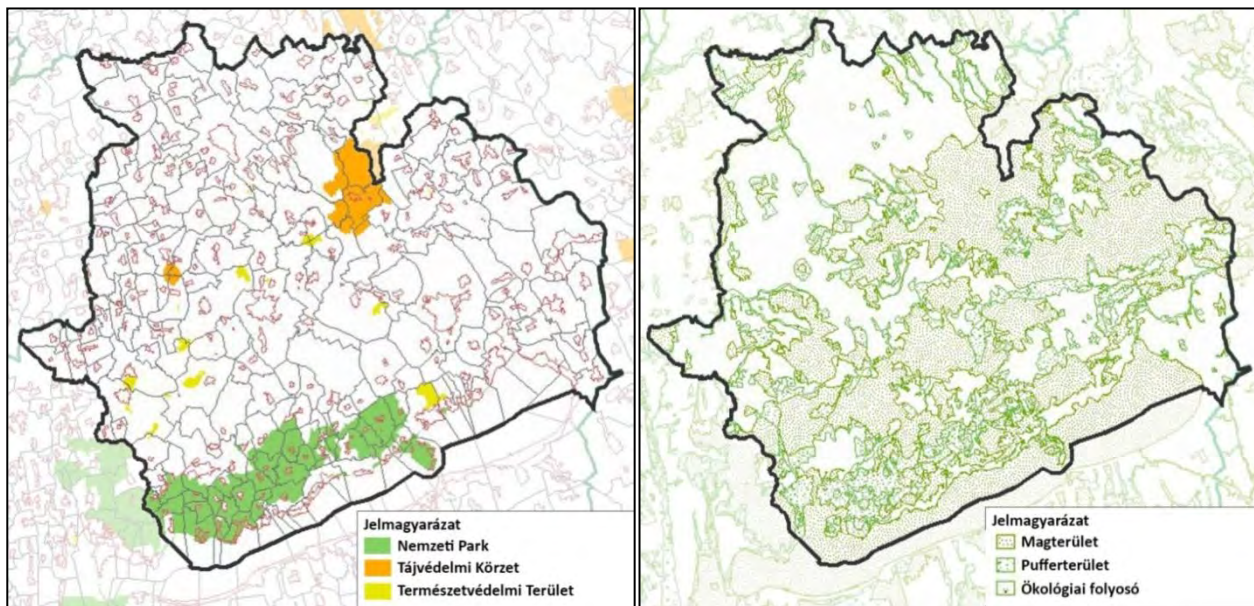 Jelmagyarázat
Nemzeti Park
Tájvédelmi Körzet
Természetvédelmi Terület
Jelmagyarázat
Magterület
Pufferterület
Ökológiai folyosó